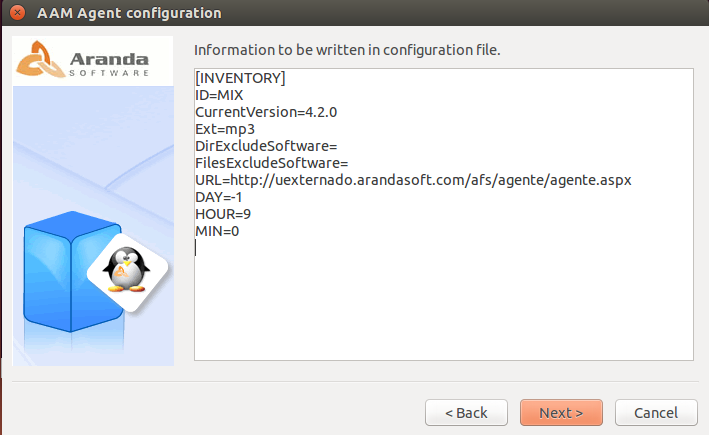 AAM Agent configuration
Aranda
SOFTWARE
Information to be written in configuration file.
[INVENTORY]
ID=MIX
CurrentVersion=4.2.0
Ext=mp3
DirExcludeSoftware=
FilesExcludeSoftware=
URL=http://uexternado.arandasoft.com/afs/agente/agente.aspx
DAY=-1
HOUR=9
MIN=0
< Back
Next >
Cancel